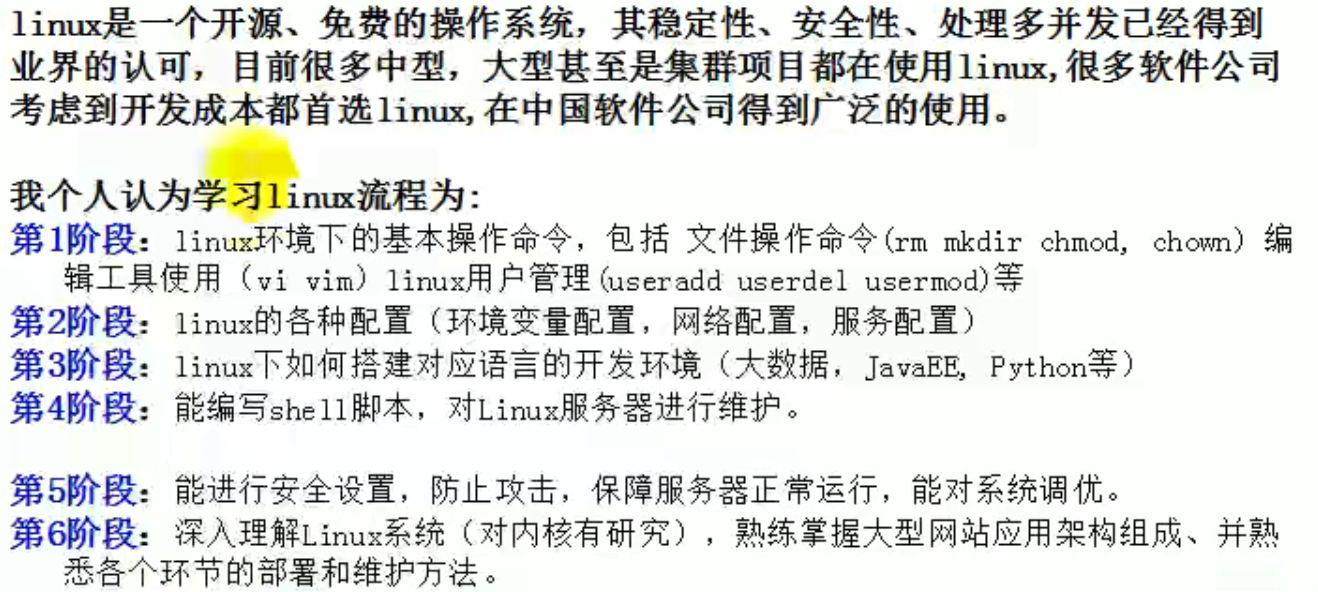 linux是一个开源、免费的操作系统，其稳定性、安全性、处理多并发已经得到
业界的认可，目前很多中型，大型甚至是集群项目都在使用linux,很多软件公司
考虑到开发成本都首选linux,在中国软件公司得到广泛的使用。
我个人认为学习linux流程为:
第1阶段：linux环境下的基本操作命令，包括 文件操作命令(rm mkdir chmod, chown) 编
辑工具使用（vi vim）linux用户管理(useradd userdel usermod)等
第2阶段：linux的各种配置（环境变量配置，网络配置，服务配置）
第3阶段：linux下如何搭建对应语言的开发环境（大数据，JavaEE, Python等）
第4阶段：能编写shell脚本，对Linux服务器进行维护。
第5阶段：能进行安全设置，防止攻击，保障服务器正常运行，能对系统调优。
第6阶段：深入理解Linux系统（对内核有研究），熟练掌握大型网站应用架构组成、并熟
悉各个环节的部署和维护方法。